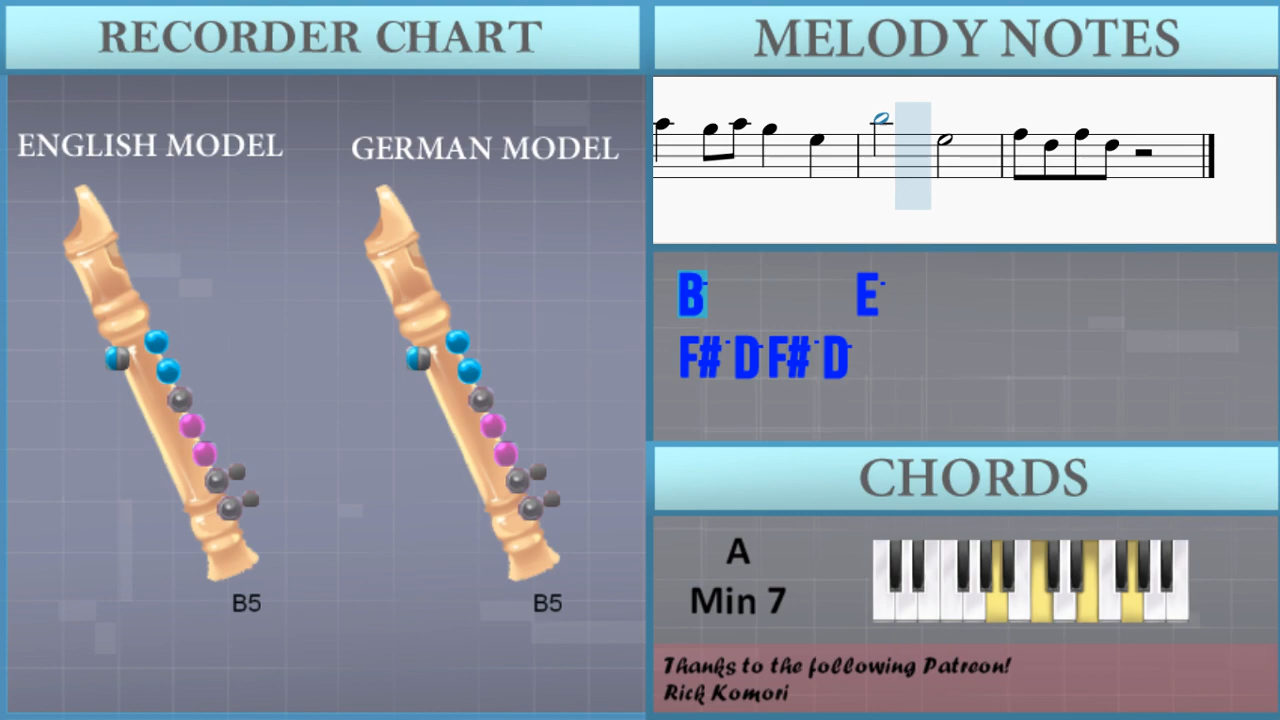 RECORDER CHART
ENGLISH MODEL
GERMAN MODEL
B5
B5
MELODY NOTES
B˙ E˙
F#˙ D˙ F#˙ D˙
CHORDS
A
Min 7
Thanks to the following Patreon!
Rick Komori